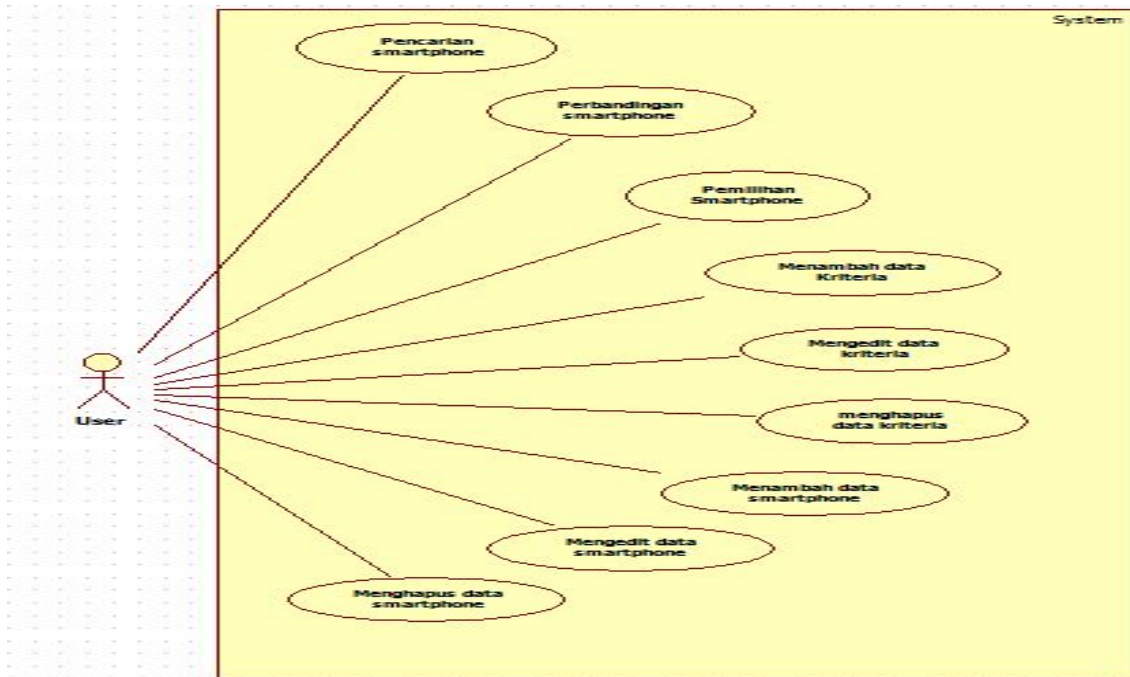 System
Pencarian
smartphone
Perbandingan
smartphone
Pemilihan
Smartphone
Menambah data
Kriteria
Mengedit data
kriteria
menghapus
data kriteria
User
Menambah data
smartphone
Mengedit data
smartphone
Menghapus data
smartphone